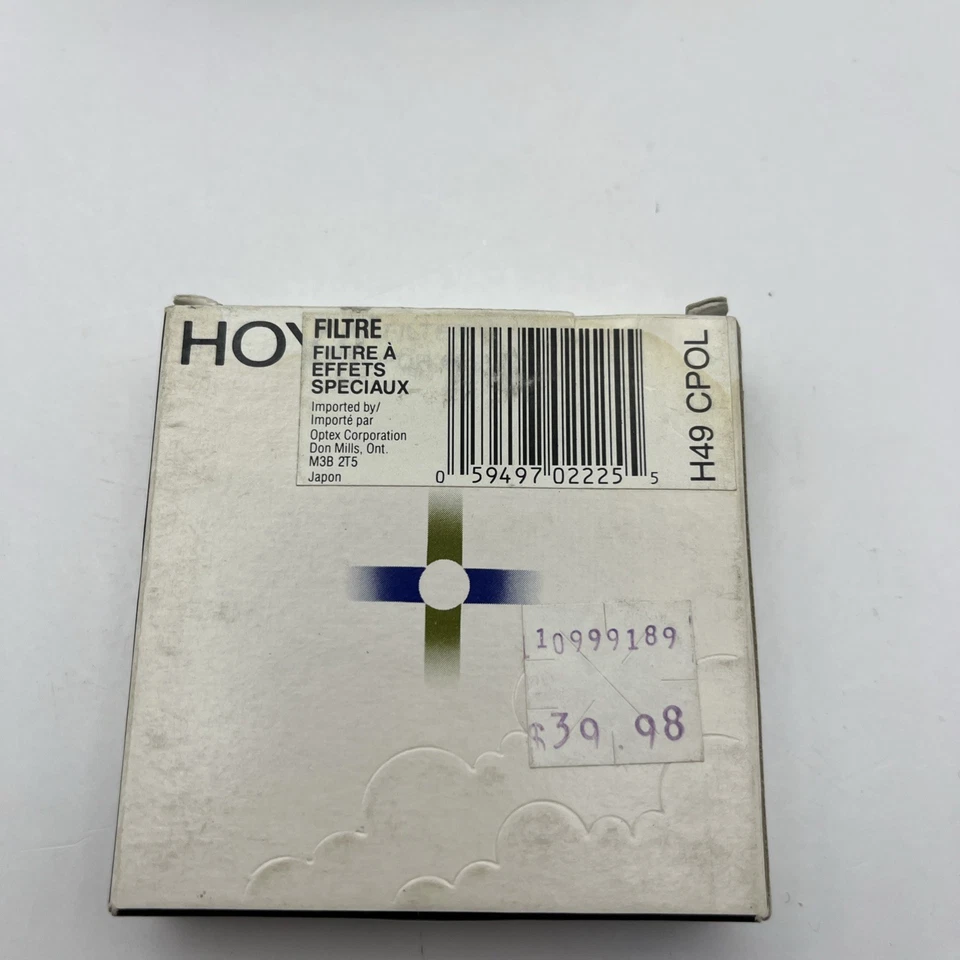 HOY
FILTRE
FILTRE À
EFFETS
SPECIAUX
Imported by/
Importé par
Optex Corporation
Don Mills, Ont.
M3B 2T5
Japon
0 59497 02225 5
H49 CPOL
10999189
$39.98